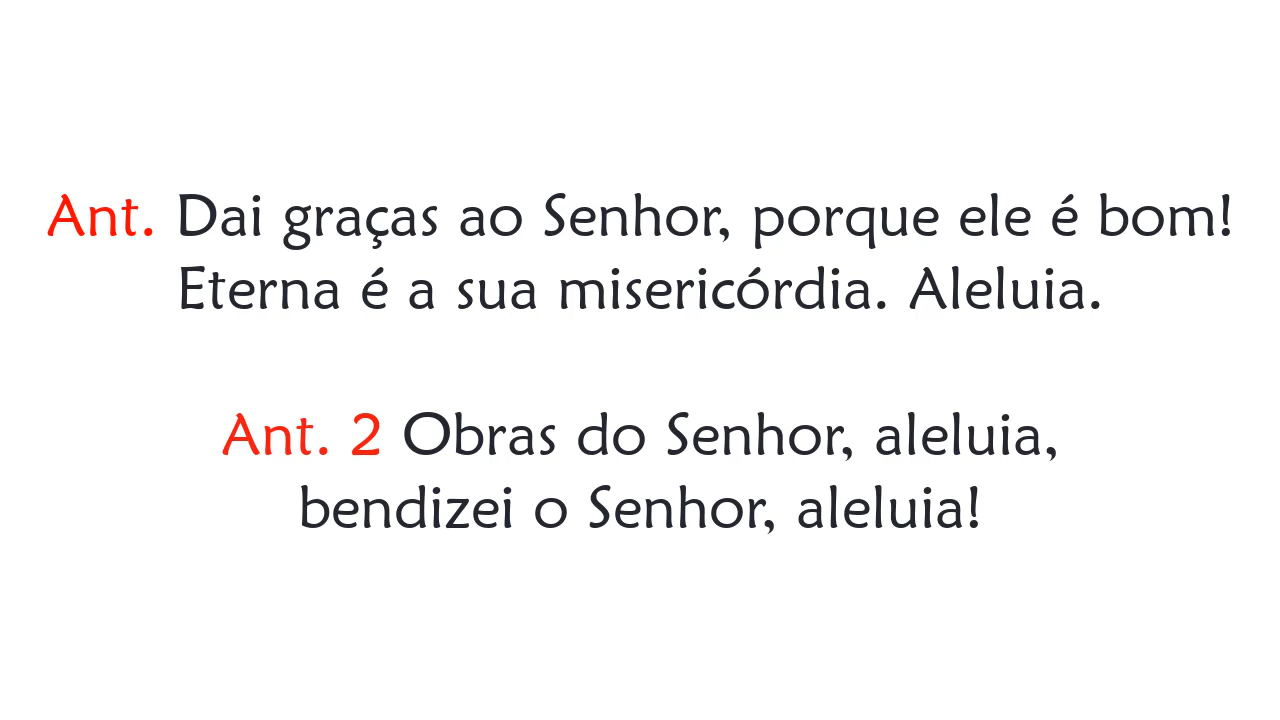 Ant. Dai graças ao Senhor, porque ele é bom!
Eterna é a sua misericórdia. Aleluia.
Ant. 2 Obras do Senhor, aleluia,
bendizei o Senhor, aleluia!